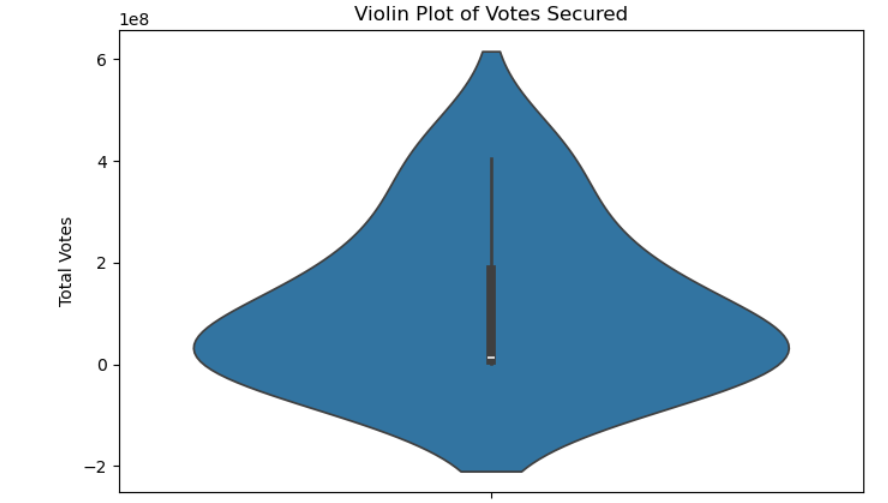 Violin Plot of Votes Secured
1e8
6
4
2
0
−2
Total Votes